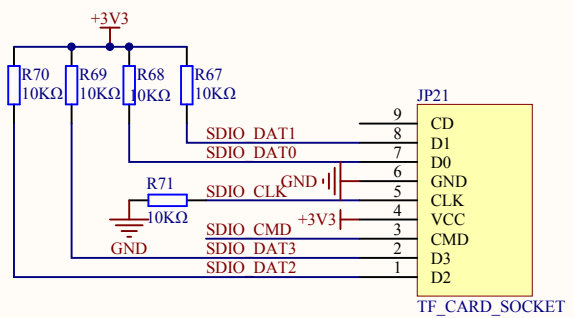 +3V3
R70
10KΩ
R69
10KΩ
R68
10KΩ
R67
10KΩ
JP21
9 CD
SDIO_DAT1 8 D1
SDIO_DAT0 7 D0
GND 6 GND
R71
10KΩ
GND
SDIO_CLK 5 CLK
+3V3 4 VCC
SDIO_CMD 3 CMD
SDIO_DAT3 2 D3
SDIO_DAT2 1 D2
TF_CARD_SOCKET